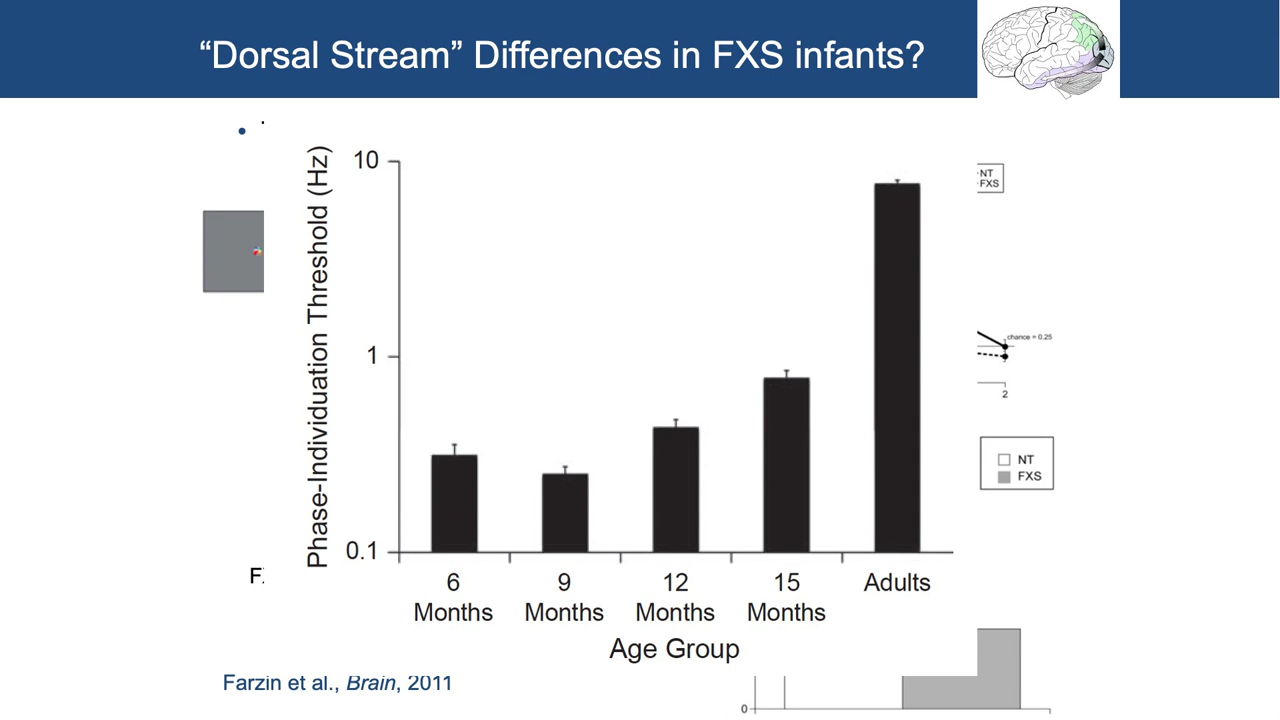 “Dorsal Stream” Differences in FXS infants?
NT
FXS
Phase-Individuation Threshold (Hz)
10
1
0.1
chance = 0.25
2
NT
FXS
6 Months
9 Months
12 Months
15 Months
Adults
Age Group
Farzin et al., Brain, 2011
0